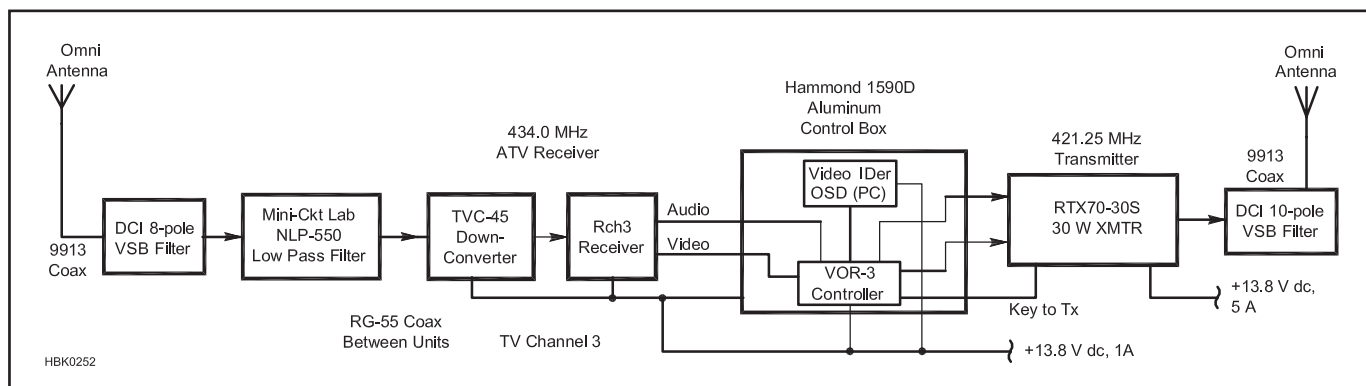 Omni
Antenna
9913
Coax
DCI 8-pole
VSB Filter
Mini-Ckt Lab
NLP-550
Low Pass Filter
TVC-45
Down-
Converter
434.0 MHz
ATV Receiver
Rch3
Receiver
Audio
Video
Hammond 1590D
Aluminum
Control Box
Video IDer
OSD (PC)
VOR-3
Controller
421.25 MHz
Transmitter
RTX70-30S
30 W XMTR
Key to Tx
Omni
Antenna
9913
Coax
DCI 10-pole
VSB Filter
+13.8 V dc,
5 A
+13.8 V dc, 1A
RG-55 Coax
Between Units
TV Channel 3
HBK0252